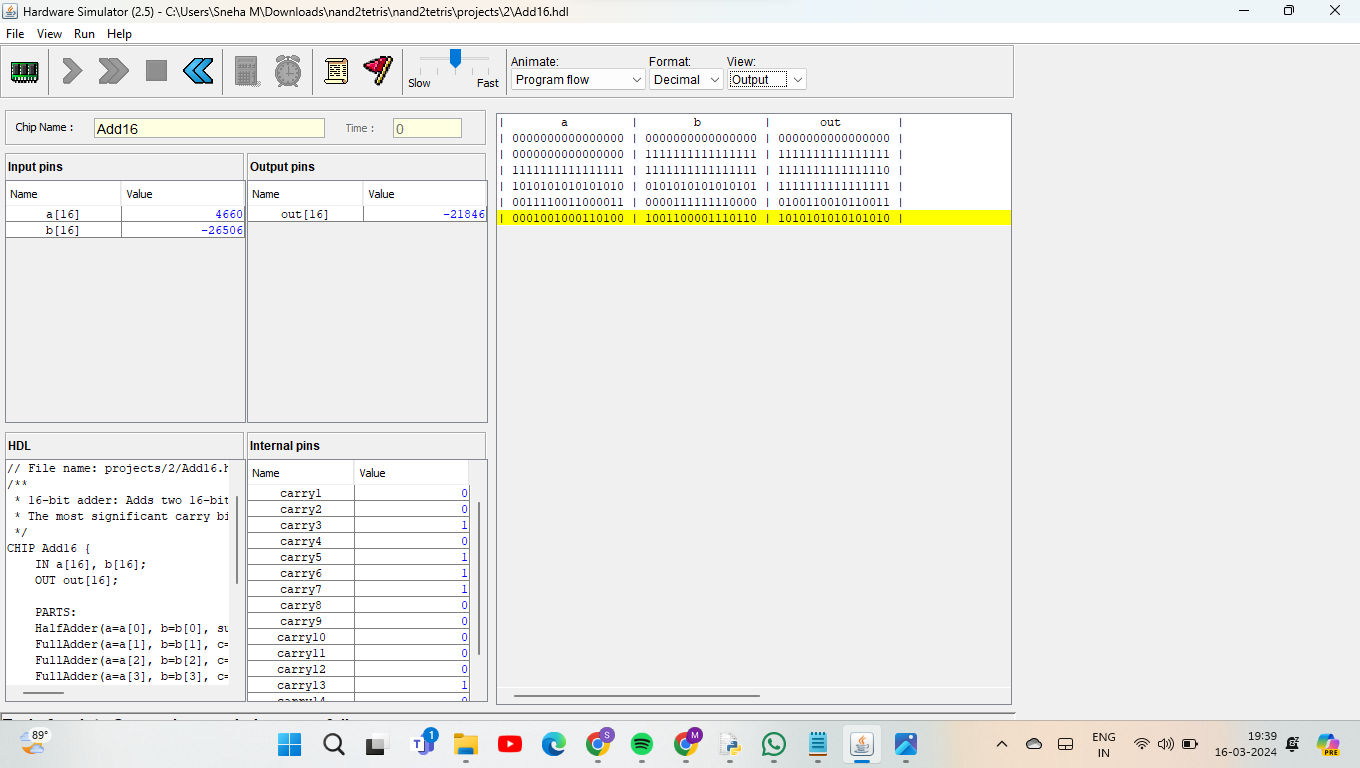 Hardware Simulator (2.5) - C:\Users\Sneha M\Downloads\nand2tetris\nand2tetris\projects\2\Add16.hdl
File View Run Help
Slow Fast
Animate: Format: View:
Program flow Decimal Output
Chip Name : Add16 Time : 0
Input pins
Name Value
a[16] 4660
b[16] -26506
Output pins
Name Value
out[16] -21846
| a | b | out |
| 0000000000000000 | 0000000000000000 | 0000000000000000 |
| 0000000000000000 | 1111111111111111 | 1111111111111111 |
| 1111111111111111 | 1111111111111111 | 1111111111111110 |
| 1010101010101010 | 0101010101010101 | 1111111111111111 |
| 0011110011000011 | 0000111111110000 | 0100110010110011 |
| 0001001000110100 | 1001100001110110 | 1010101010101010 |
HDL
// File name: projects/2/Add16.h
/**
* 16-bit adder: Adds two 16-bit
* The most significant carry bi
*/
CHIP Add16 {
IN a[16], b[16];
OUT out[16];
PARTS:
HalfAdder(a=a[0], b=b[0], su
FullAdder(a=a[1], b=b[1], c=
FullAdder(a=a[2], b=b[2], c=
FullAdder(a=a[3], b=b[3], c=
Internal pins
Name Value
carry1 0
carry2 0
carry3 1
carry4 0
carry5 1
carry6 1
carry7 1
carry8 0
carry9 0
carry10 0
carry11 0
carry12 0
carry13 1
carry14 0
89°
1
S
M
ENG
IN
19:39
16-03-2024
PRE